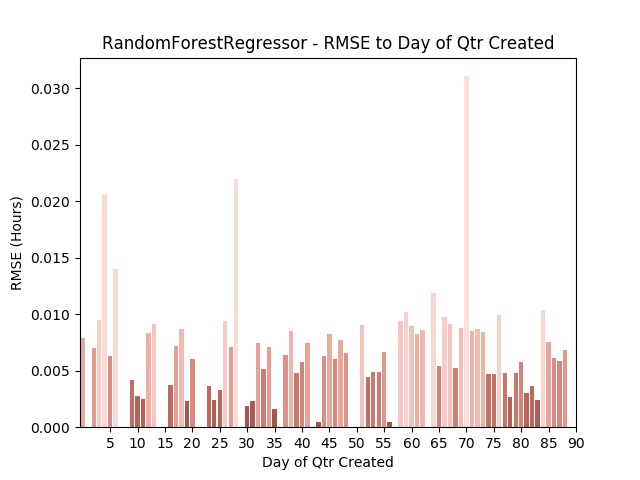 RandomForestRegressor - RMSE to Day of Qtr Created
0.030
0.025
0.020
0.015
0.010
0.005
0.000
RMSE (Hours)
5 10 15 20 25 30 35 40 45 50 55 60 65 70 75 80 85 90
Day of Qtr Created